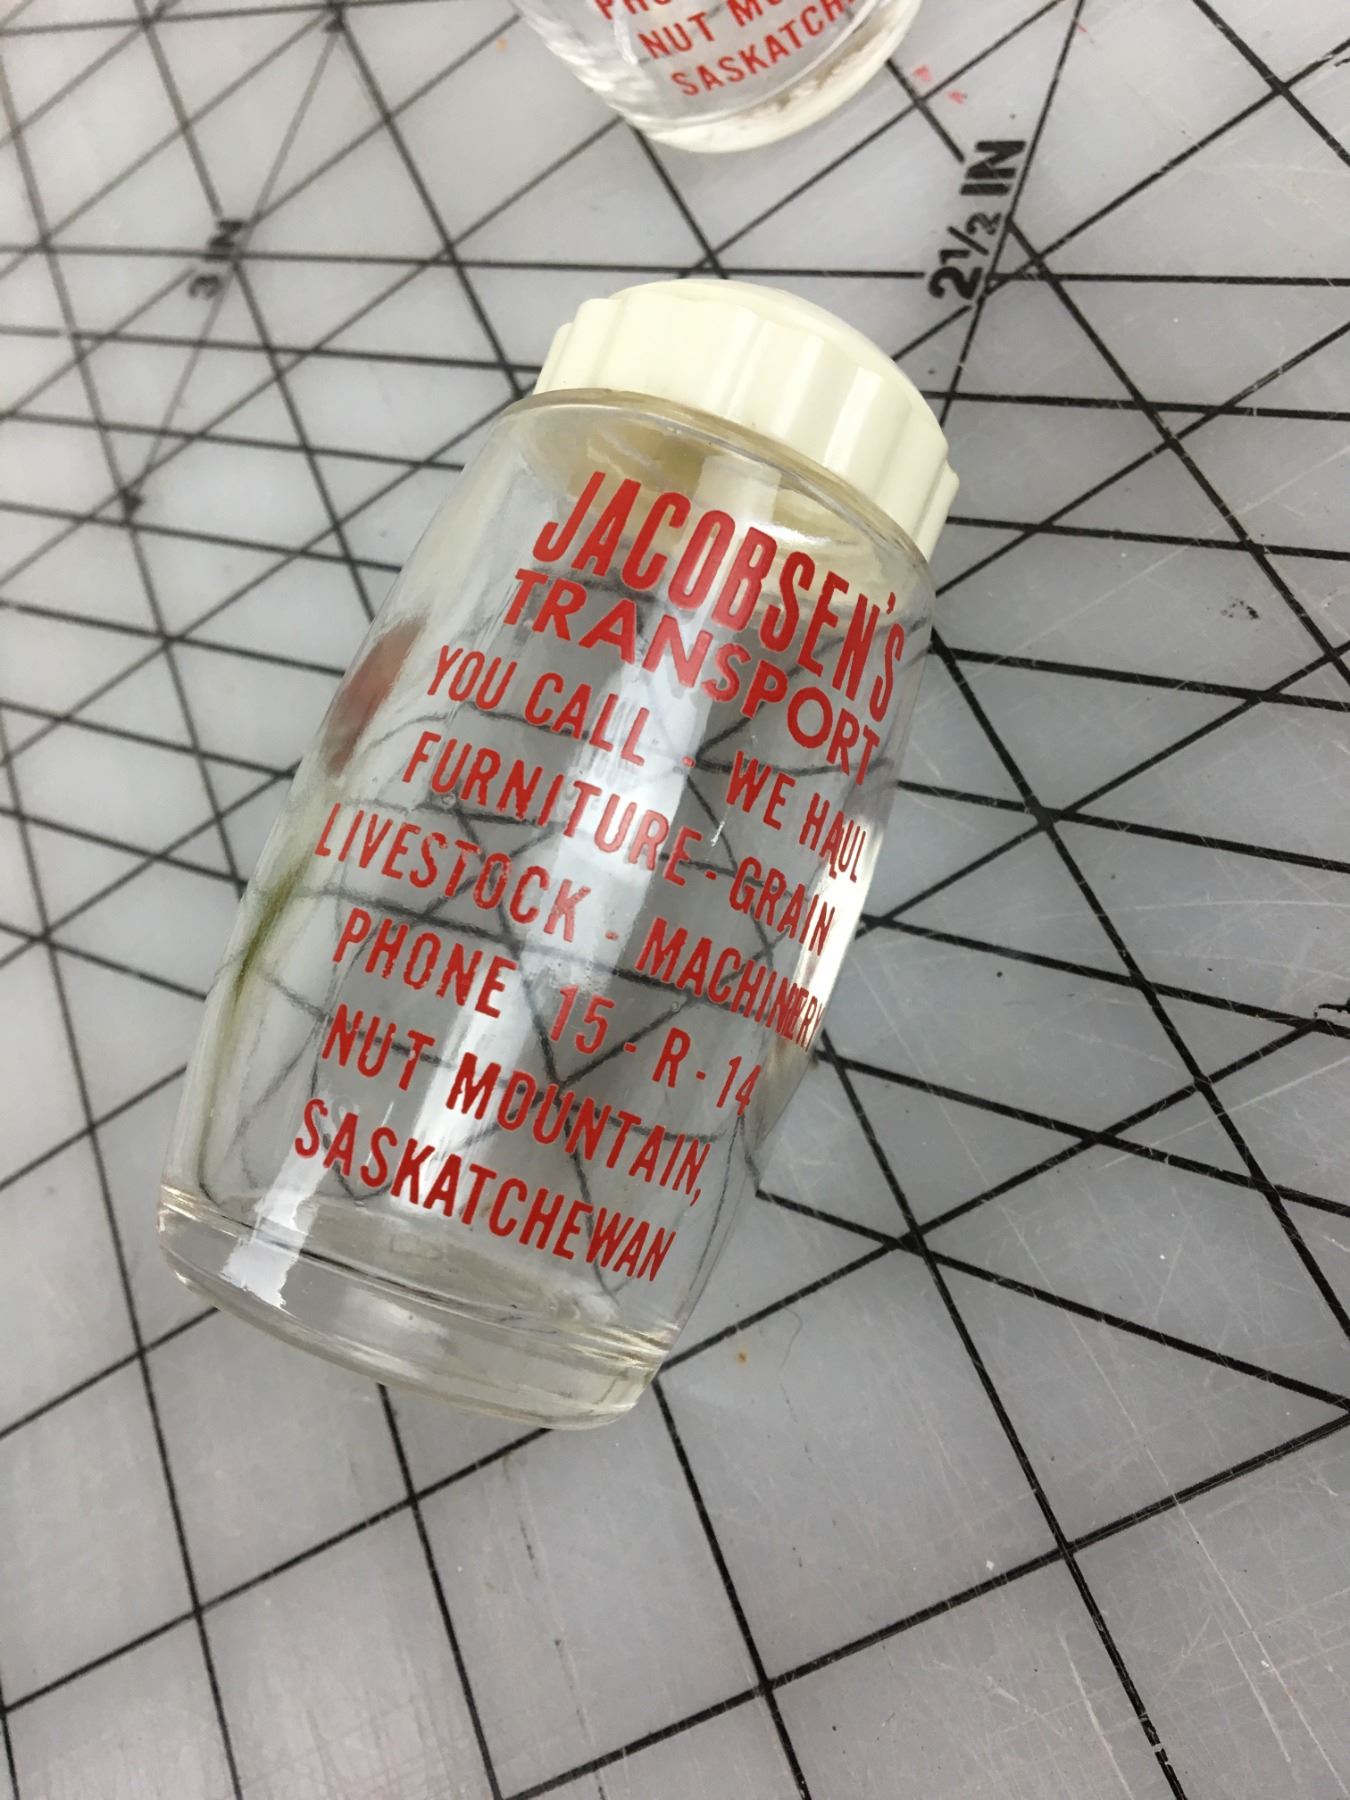 NUT MO
SASKATCH
2½ IN
3 IN
JACOBSEN'S
TRANSPORT
YOU CALL - WE HAUL
FURNITURE - GRAIN
LIVESTOCK - MACHINERY
PHONE 15 - R - 14
NUT MOUNTAIN,
SASKATCHEWAN